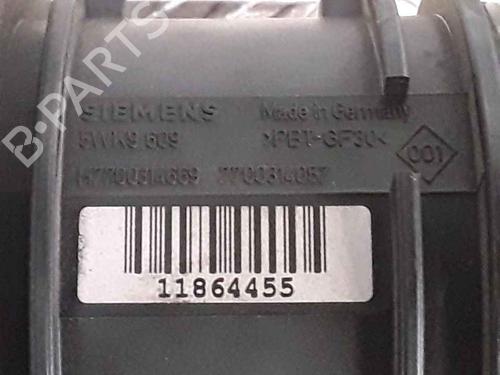 B-PARTS
SIEMENS
Made in Germany
5WK9 609
>PBT-GF30<
001
H7700314669
7700314057
11864455